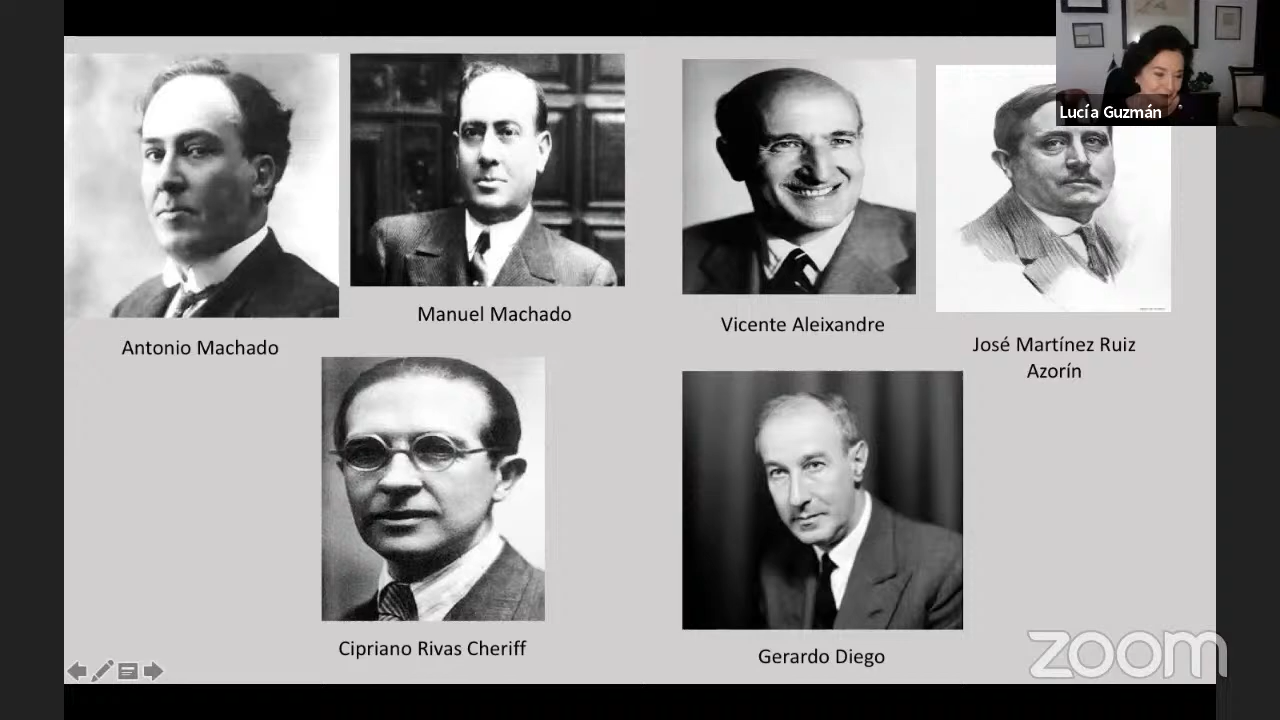 Lucía Guzmán
Manuel Machado
Vicente Aleixandre
Antonio Machado
José Martínez Ruiz
Azorín
Cipriano Rivas Cheriff
Gerardo Diego
zoom